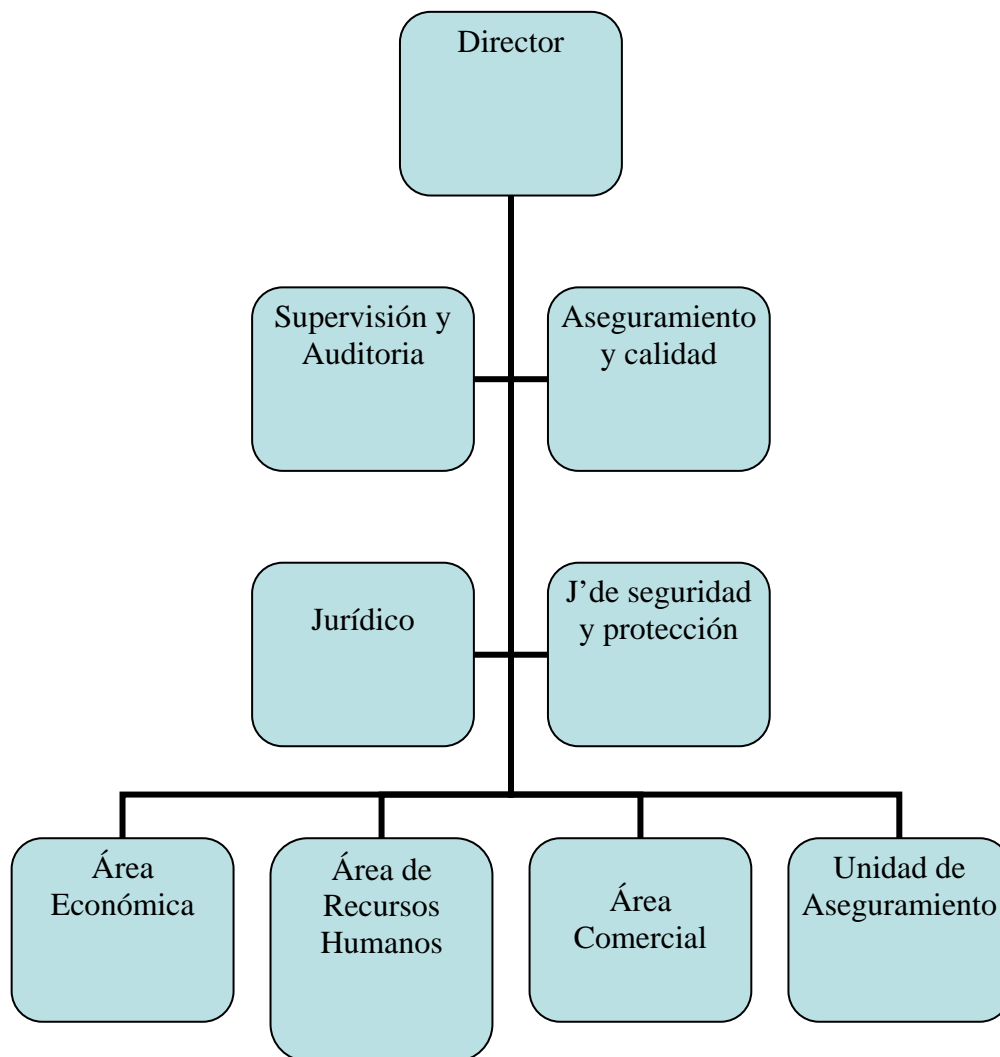 Director
Supervisión y
Auditoria
Aseguramiento
y calidad
Jurídico
J’de seguridad
y protección
Área
Económica
Área de
Recursos
Humanos
Área
Comercial
Unidad de
Aseguramiento